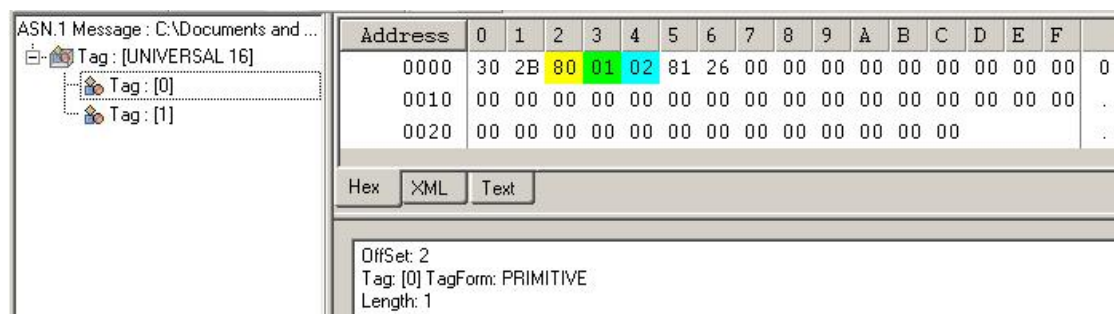 ASN.1 Message : C:\Documents and ...
Tag : [UNIVERSAL 16]
Tag : [0]
Tag : [1]
Address 0 1 2 3 4 5 6 7 8 9 A B C D E F
0000 30 2B 80 01 02 81 26 00 00 00 00 00 00 00 00 00 0
0010 00 00 00 00 00 00 00 00 00 00 00 00 00 00 00 00 .
0020 00 00 00 00 00 00 00 00 00 00 00 00 00 .
Hex XML Text
OffSet: 2
Tag: [0] TagForm: PRIMITIVE
Length: 1